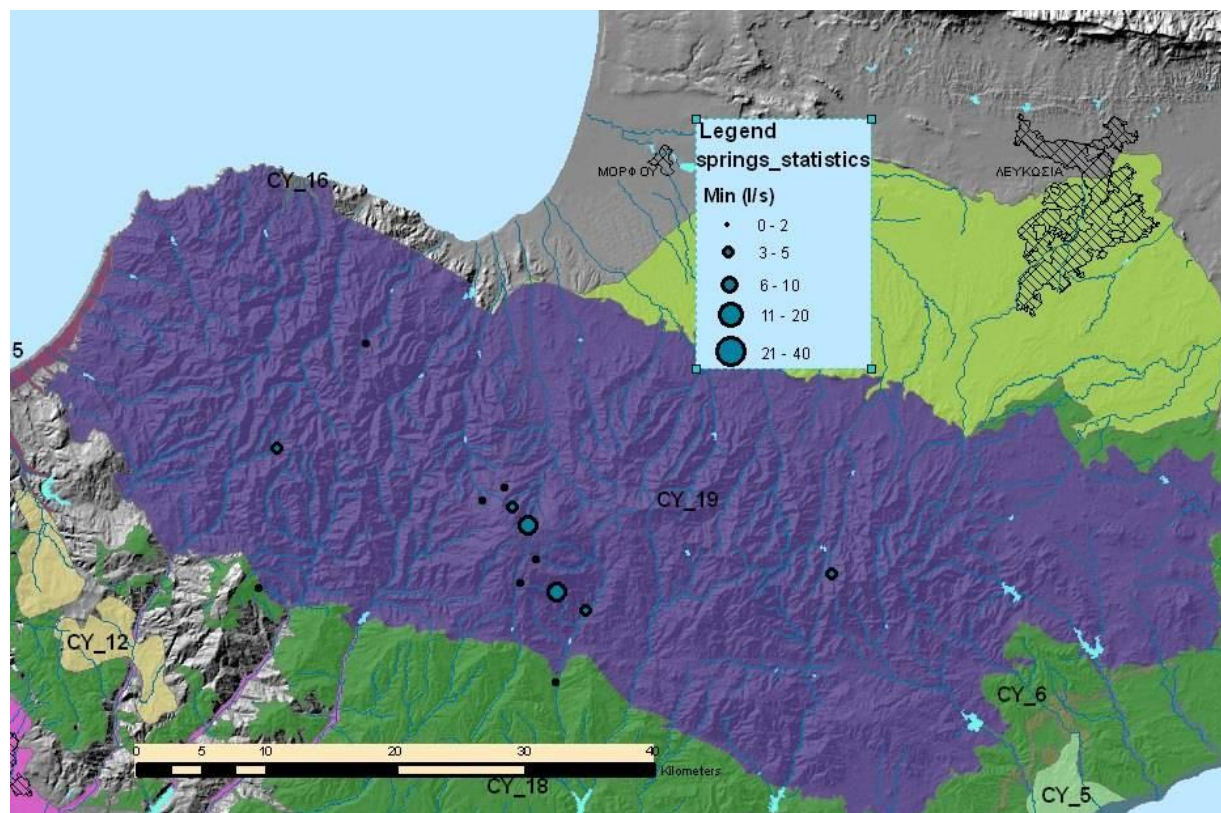 Legend
springs_statistics
Min (l/s)
0 - 2
3 - 5
6 - 10
11 - 20
21 - 40
ΜΟΡΦΟΥ
ΛΕΥΚΩΣΙΑ
CY_16
5
CY_19
CY_12
CY_6
0 5 10 20 30 40
Kilometers
CY_18
CY_5